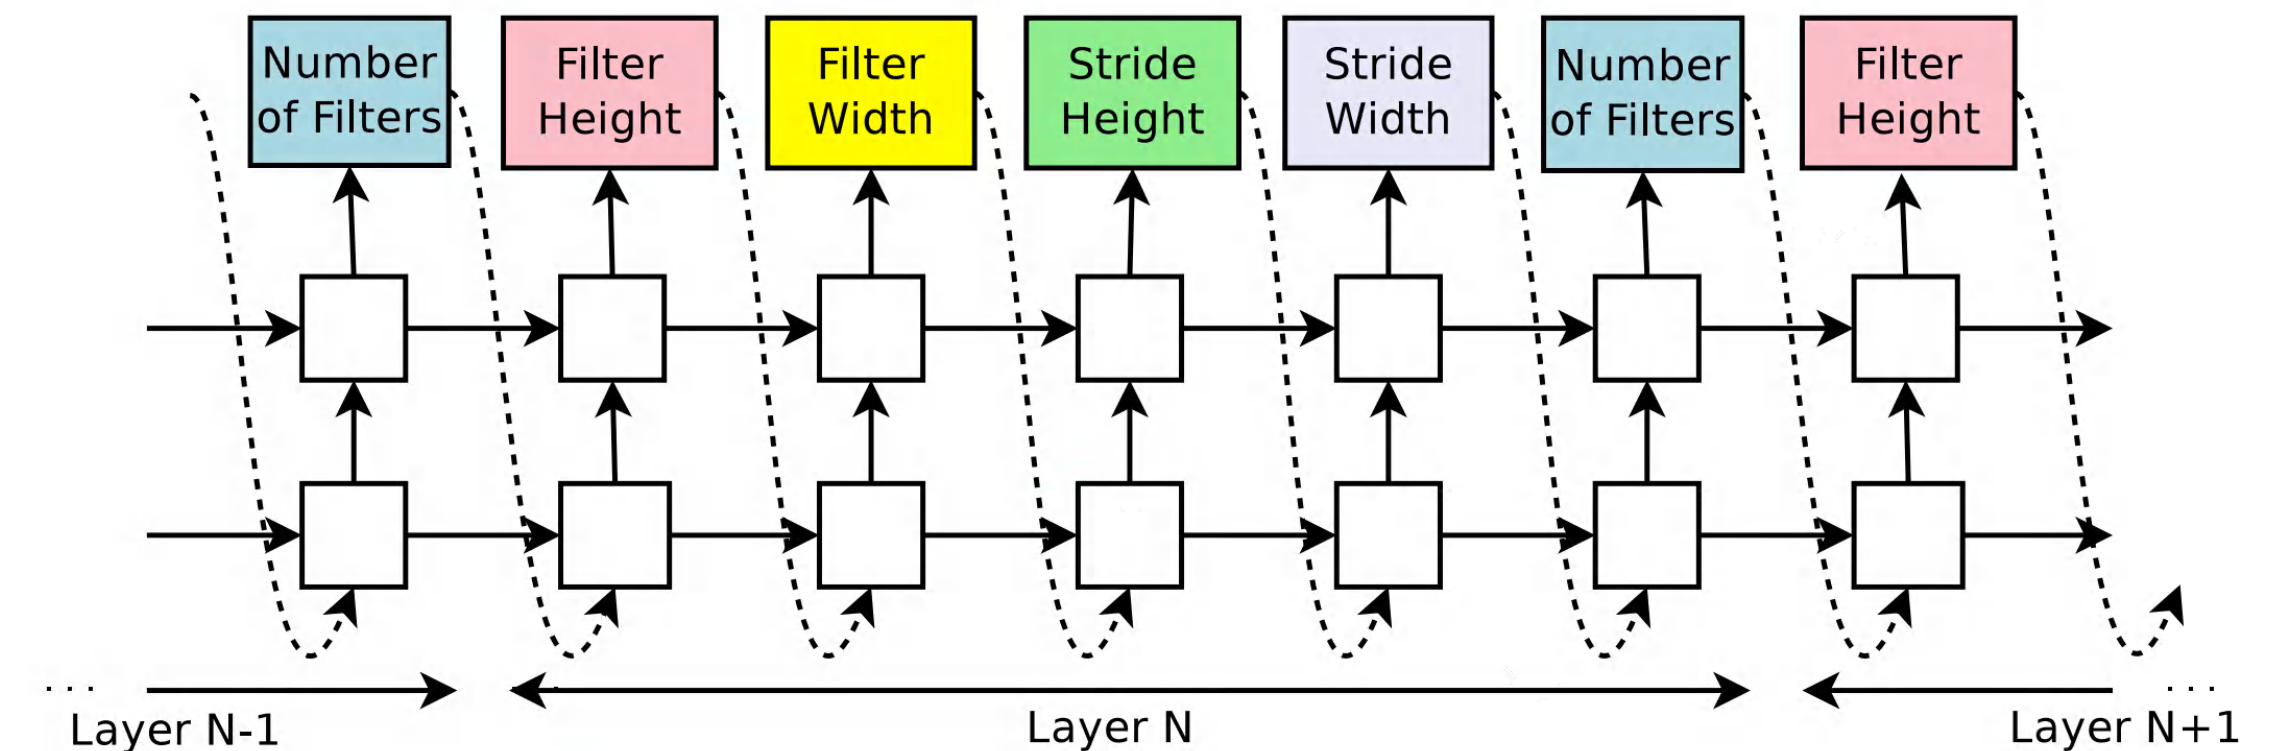 Number
of Filters
Filter
Height
Filter
Width
Stride
Height
Stride
Width
Number
of Filters
Filter
Height
. . .
Layer N-1
Layer N
. . .
Layer N+1